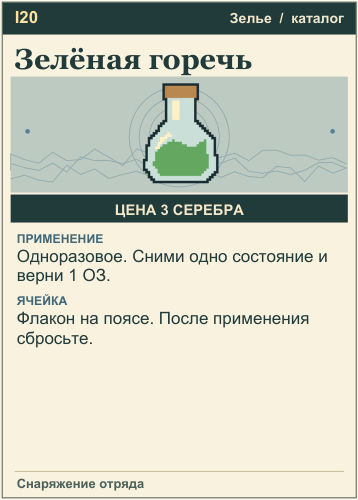 I20
Зелье / каталог
Зелёная горечь
ЦЕНА 3 СЕРЕБРА
ПРИМЕНЕНИЕ
Одноразовое. Сними одно состояние и
верни 1 ОЗ.
ЯЧЕЙКА
Флакон на поясе. После применения
сбросьте.
Снаряжение отряда